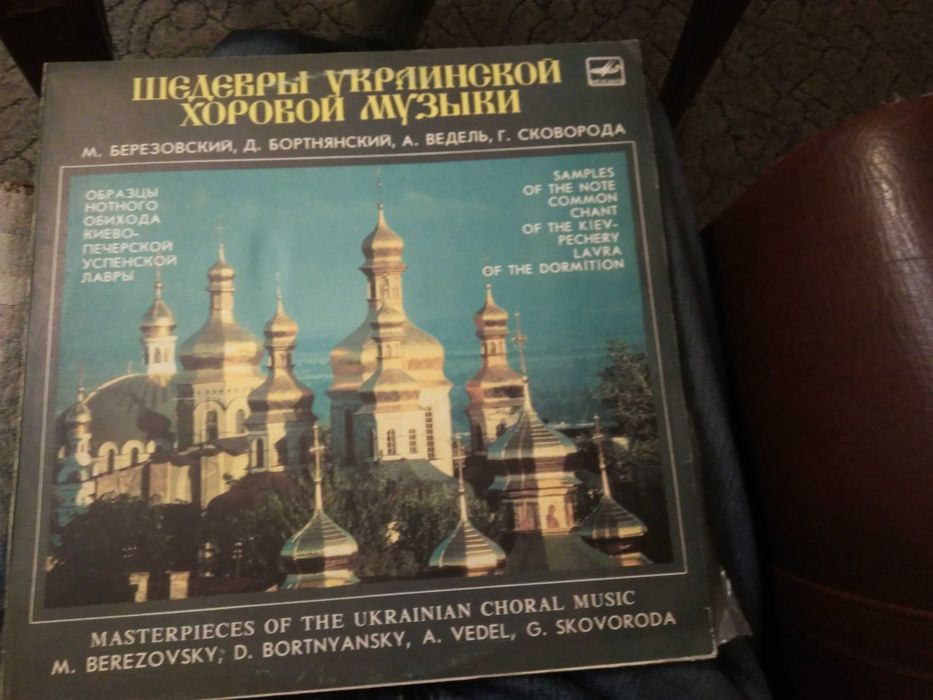 ШЕДЕВРЫ УКРАИНСКОЙ
ХОРОВОЙ МУЗЫКИ
М. БЕРЕЗОВСКИЙ, Д. БОРТНЯНСКИЙ, А. ВЕДЕЛЬ, Г. СКОВОРОДА
ОБРАЗЦЫ
НОТНОГО
ОБИХОДА
КИЕВО-
ПЕЧЕРСКОЙ
УСПЕНСКОЙ
ЛАВРЫ
SAMPLES
OF THE NOTE
COMMON
CHANT
OF THE KIEV-
PECHERY
LAVRA
OF THE DORMITION
MASTERPIECES OF THE UKRAINIAN CHORAL MUSIC
M. BEREZOVSKY, D. BORTNYANSKY, A. VEDEL, G. SKOVORODA